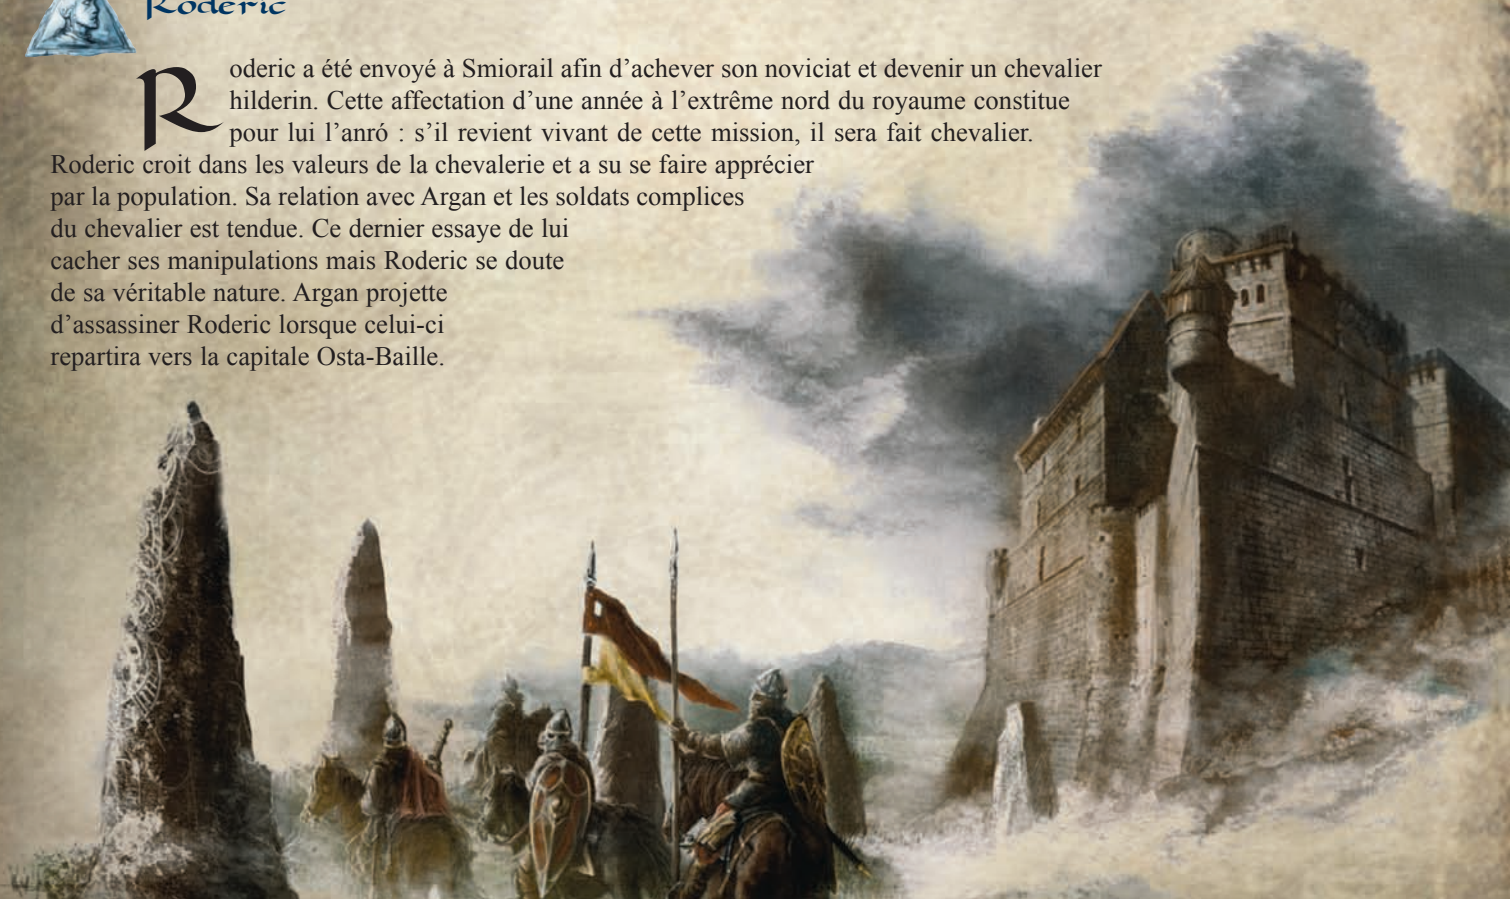 Roderic
Roderic a été envoyé à Smiorail afin d’achever son noviciat et devenir un chevalier
hilderin. Cette affectation d’une année à l’extrême nord du royaume constitue
pour lui l’anró : s’il revient vivant de cette mission, il sera fait chevalier.
Roderic croit dans les valeurs de la chevalerie et a su se faire apprécier
par la population. Sa relation avec Argan et les soldats complices
du chevalier est tendue. Ce dernier essaye de lui
cacher ses manipulations mais Roderic se doute
de sa véritable nature. Argan projette
d’assassiner Roderic lorsque celui-ci
repartira vers la capitale Osta-Baille.